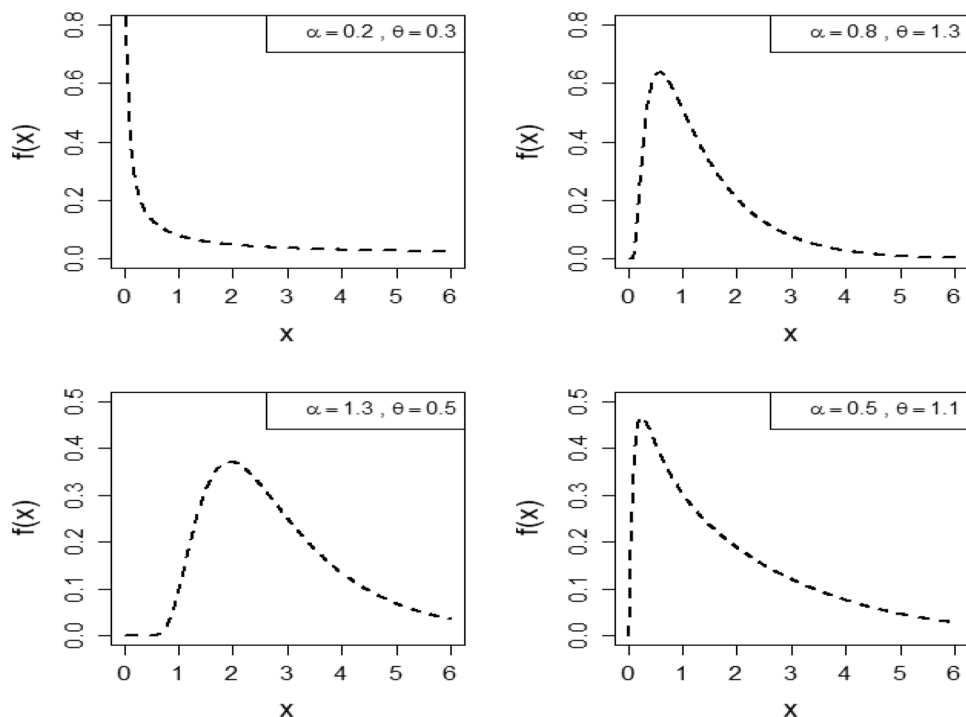 α = 0.2 , θ = 0.3
f(x)
0.0 0.2 0.4 0.6 0.8
0 1 2 3 4 5 6
x
α = 0.8 , θ = 1.3
f(x)
0.0 0.2 0.4 0.6 0.8
0 1 2 3 4 5 6
x
α = 1.3 , θ = 0.5
f(x)
0.0 0.1 0.2 0.3 0.4 0.5
0 1 2 3 4 5 6
x
α = 0.5 , θ = 1.1
f(x)
0.0 0.1 0.2 0.3 0.4 0.5
0 1 2 3 4 5 6
x